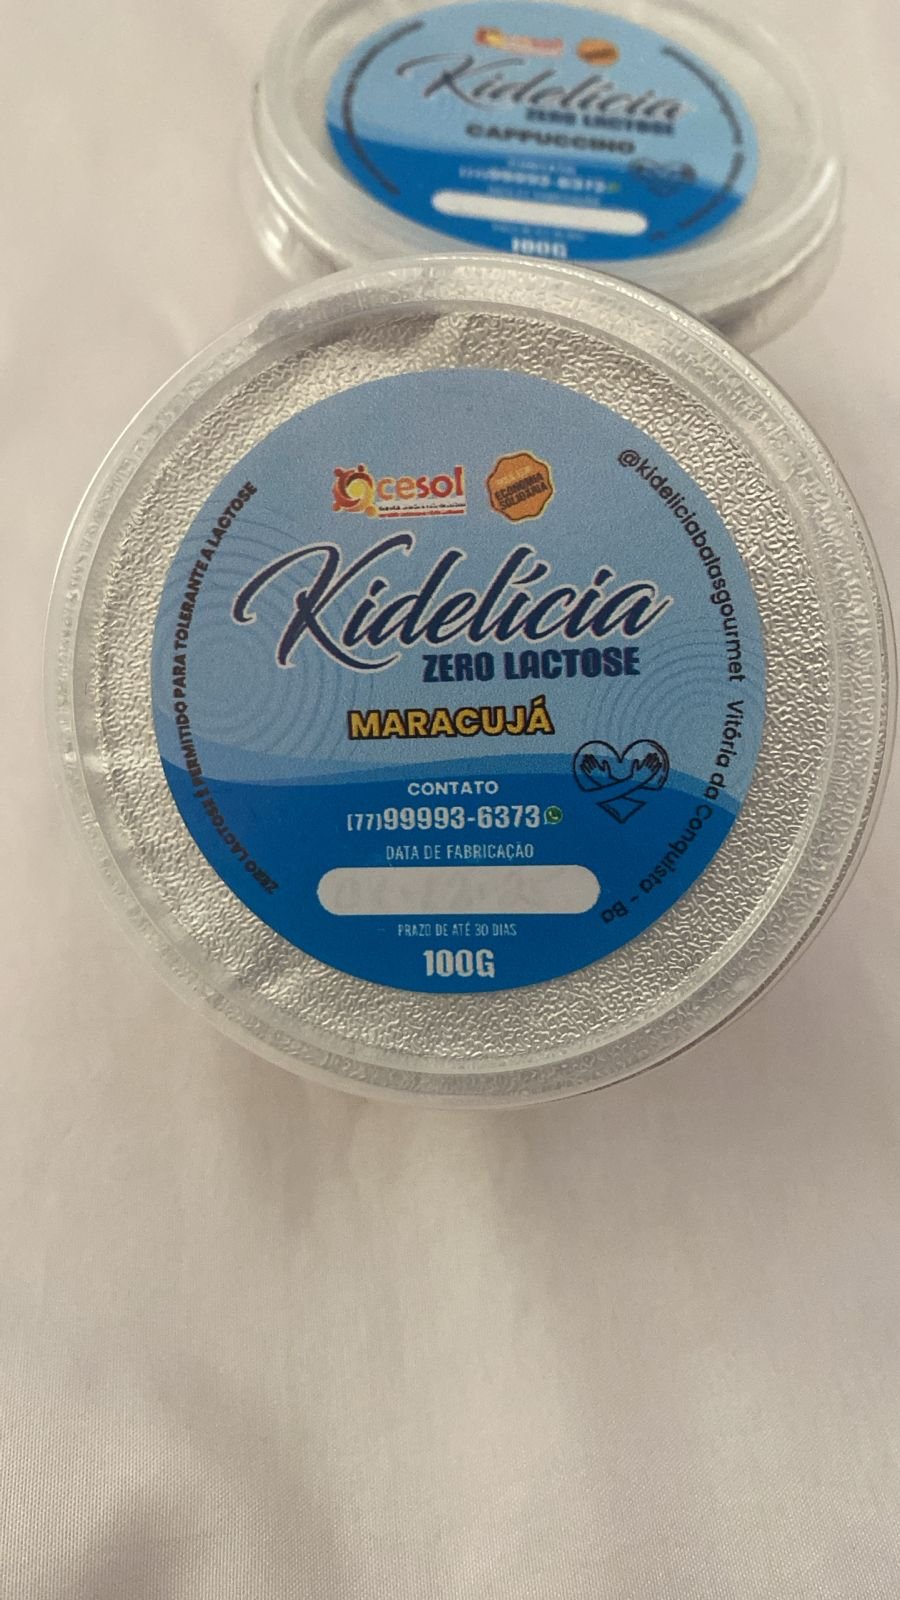 cesol
Kidelícia
ZERO LACTOSE
CAPPUCCINO
100G
cesol
ECONOMIA
SOLIDÁRIA
Kidelícia
ZERO LACTOSE
MARACUJÁ
CONTATO
(77)99993-6373
DATA DE FABRICAÇÃO
PRAZO DE ATÉ 30 DIAS
100G
ZERO LACTOSE É PERMITIDO PARA TOLERANTE A LACTOSE
@kideliciabalasgourmet Vitória da Conquista - Ba